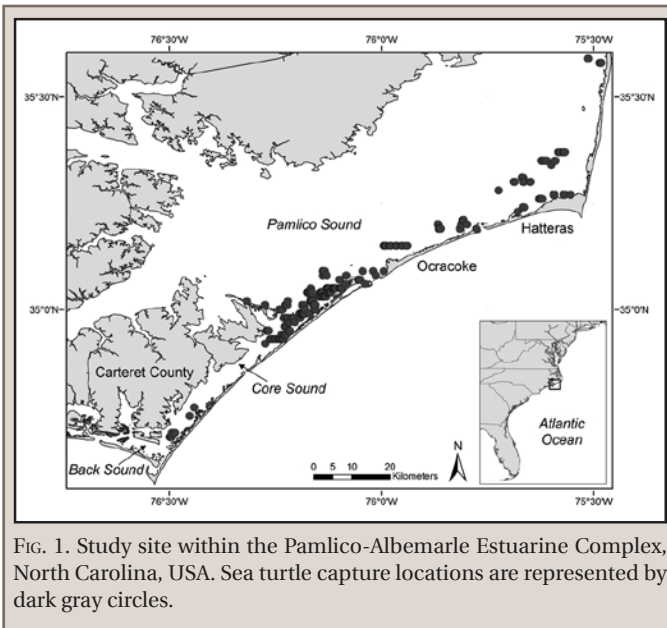 76°30'W 76°0'W 75°30'W
35°30'N 35°30'N
Pamlico Sound
Hatteras
Ocracoke
35°0'N 35°0'N
Carteret County
Core Sound
Atlantic
Ocean
N
Back Sound
0 5 10 20
Kilometers
76°30'W 76°0'W 75°30'W
FIG. 1. Study site within the Pamlico-Albemarle Estuarine Complex,
North Carolina, USA. Sea turtle capture locations are represented by
dark gray circles.